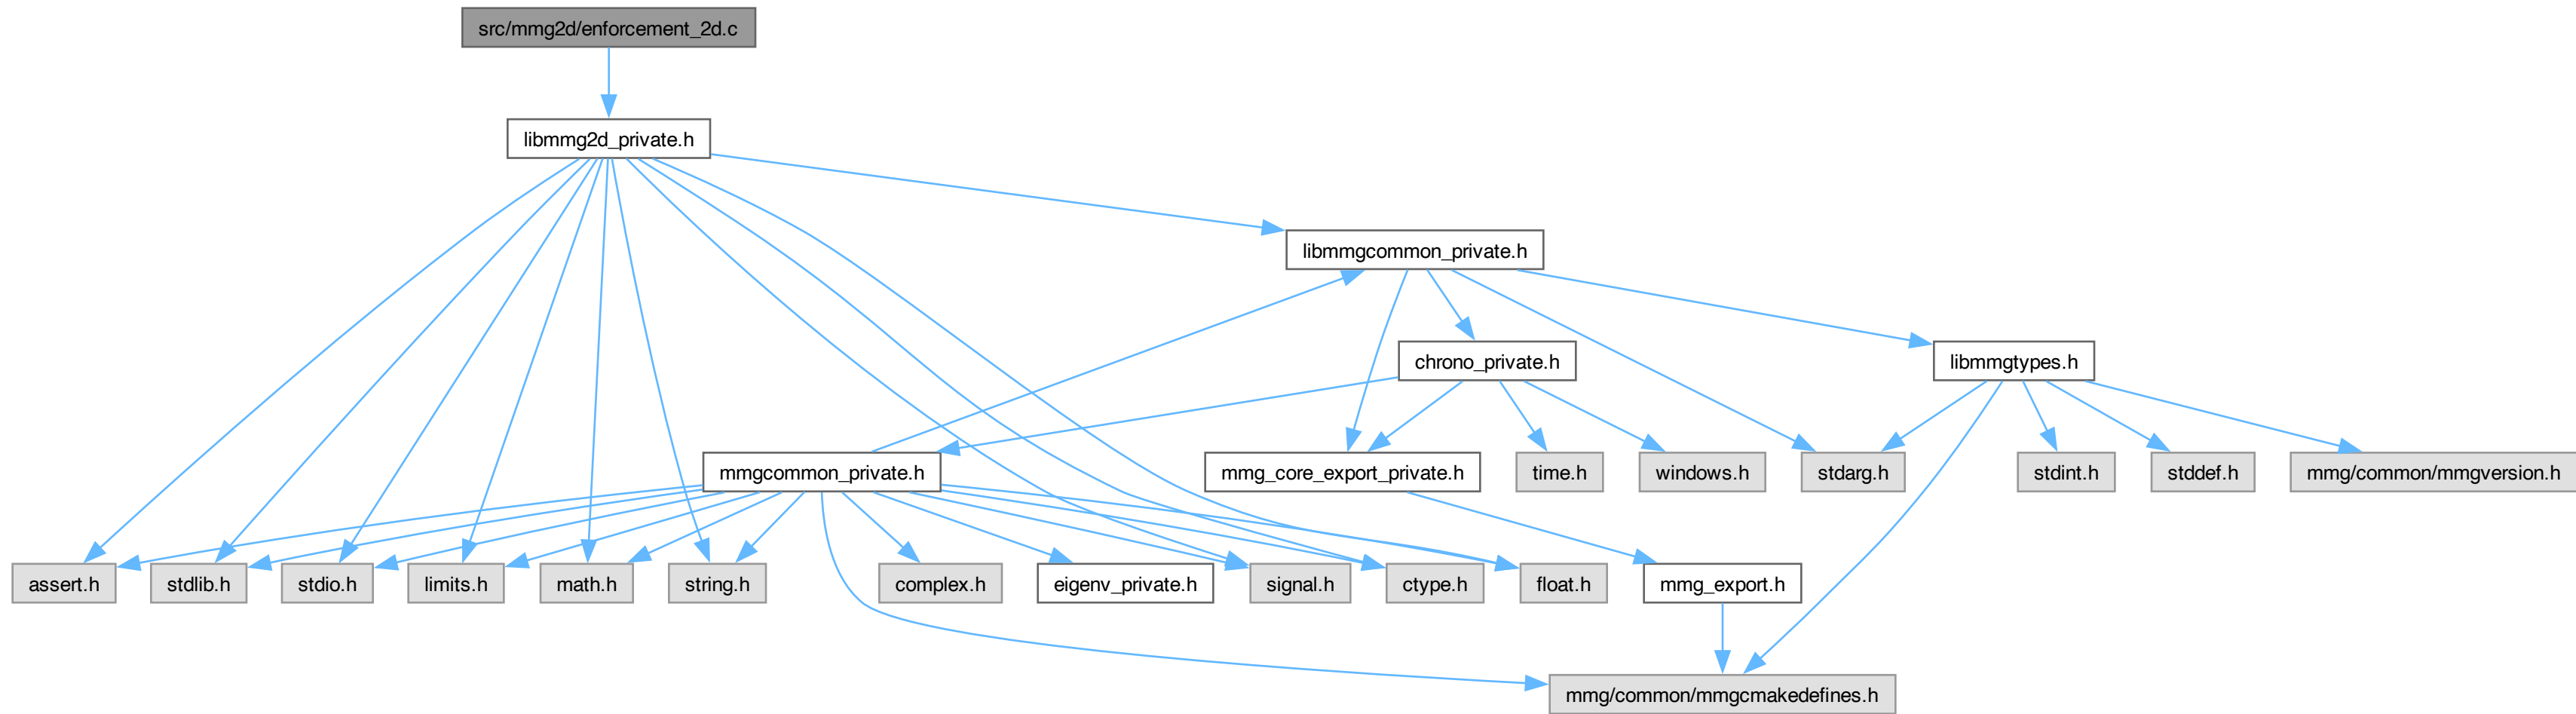 src/mmg2d/enforcement_2d.c
libmmg2d_private.h
libmmgcommon_private.h
chrono_private.h
libmmgtypes.h
mmgcommon_private.h
mmg_core_export_private.h
time.h
windows.h
stdarg.h
stdint.h
stddef.h
mmg/common/mmgversion.h
assert.h
stdlib.h
stdio.h
limits.h
math.h
string.h
complex.h
eigenv_private.h
signal.h
ctype.h
float.h
mmg_export.h
mmg/common/mmgcmakedefines.h